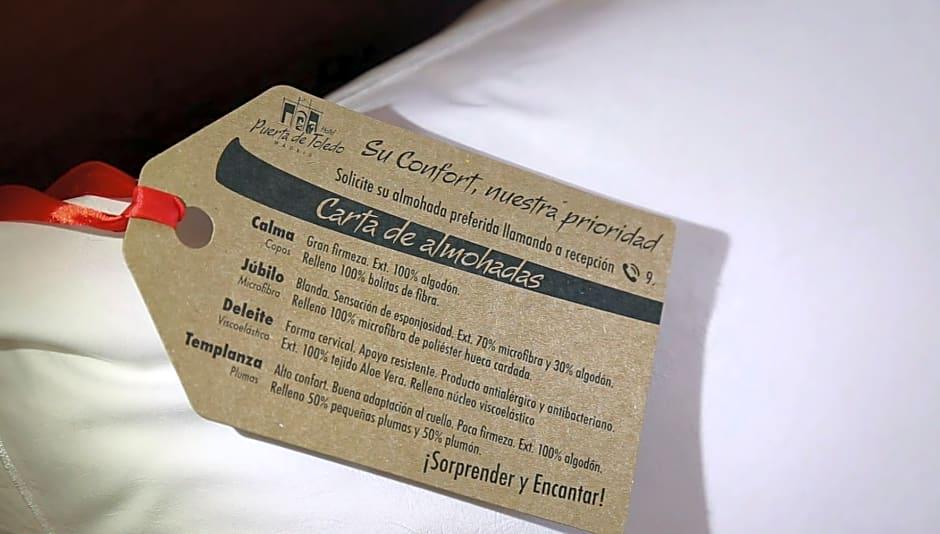 Hotel
Puerta de Toledo
MADRID
Su Confort, nuestra prioridad
Solicite su almohada preferida llamando a recepción 9.
Carta de almohadas
Calma Gran firmeza. Ext. 100% algodón.
Copos Relleno 100% bolitas de fibra.
Júbilo Blanda. Sensación de esponjosidad. Ext. 70% microfibra y 30% algodón.
Microfibra Relleno 100% microfibra de poliéster hueca cardada.
Deleite Forma cervical. Apoyo resistente. Producto antialérgico y antibacteriano.
Viscoelástica Ext. 100% tejido Aloe Vera. Relleno núcleo viscoelástico
Templanza Alto confort. Buena adaptación al cuello. Poca firmeza. Ext. 100% algodón.
Plumas Relleno 50% pequeñas plumas y 50% plumón.
¡Sorprender y Encantar!